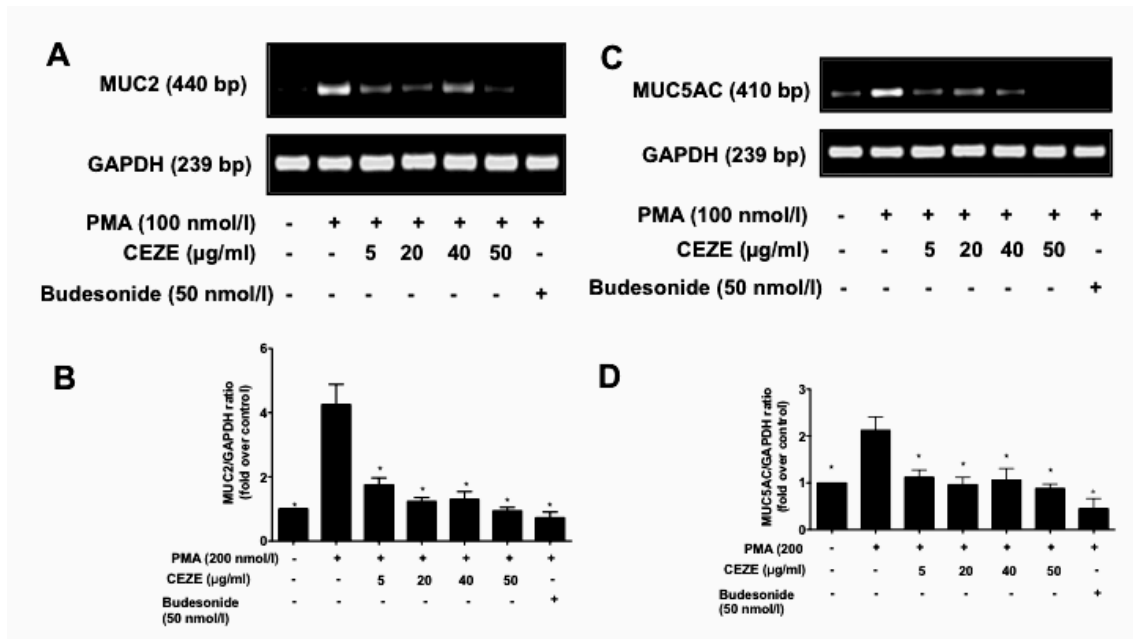 A
MUC2 (440 bp)
GAPDH (239 bp)
PMA (100 nmol/l) - + + + + + +
CEZE (µg/ml) - - 5 20 40 50 -
Budesonide (50 nmol/l) - - - - - - +
C
MUC5AC (410 bp)
GAPDH (239 bp)
PMA (100 nmol/l) - + + + + + +
CEZE (µg/ml) - - 5 20 40 50 -
Budesonide (50 nmol/l) - - - - - - +
B
MUC2/GAPDH ratio
(fold over control)
6
4
2
0
* * * * * *
PMA (200 nmol/l) - + + + + + +
CEZE (µg/ml) - - 5 20 40 50 -
Budesonide
(50 nmol/l) - - - - - - +
D
MUC5AC/GAPDH ratio
(fold over control)
3
2
1
0
* * * * * *
PMA (200 - + + + + + +
CEZE (µg/ml) - - 5 20 40 50 -
Budesonide
(50 nmol/l) - - - - - - +